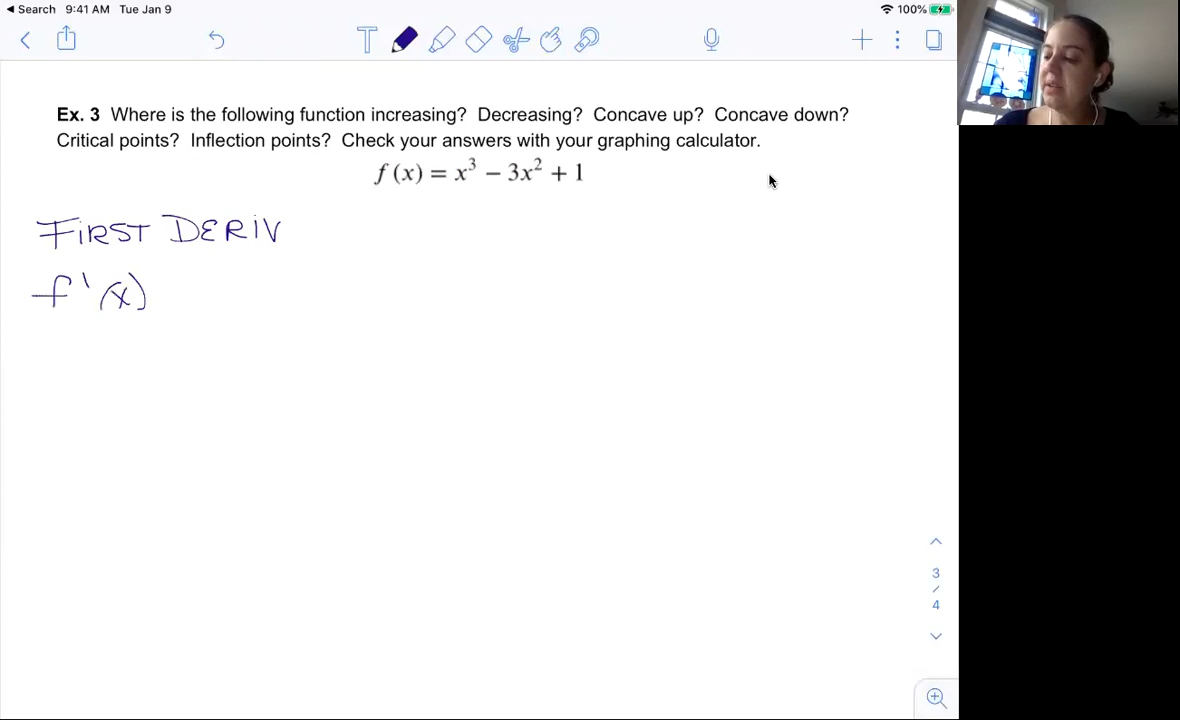 Search 9:41 AM Tue Jan 9 100%
Ex. 3 Where is the following function increasing? Decreasing? Concave up? Concave down?
Critical points? Inflection points? Check your answers with your graphing calculator.
f (x) = x³ − 3x² + 1
FIRST DERIV
f'(x)
3
/
4